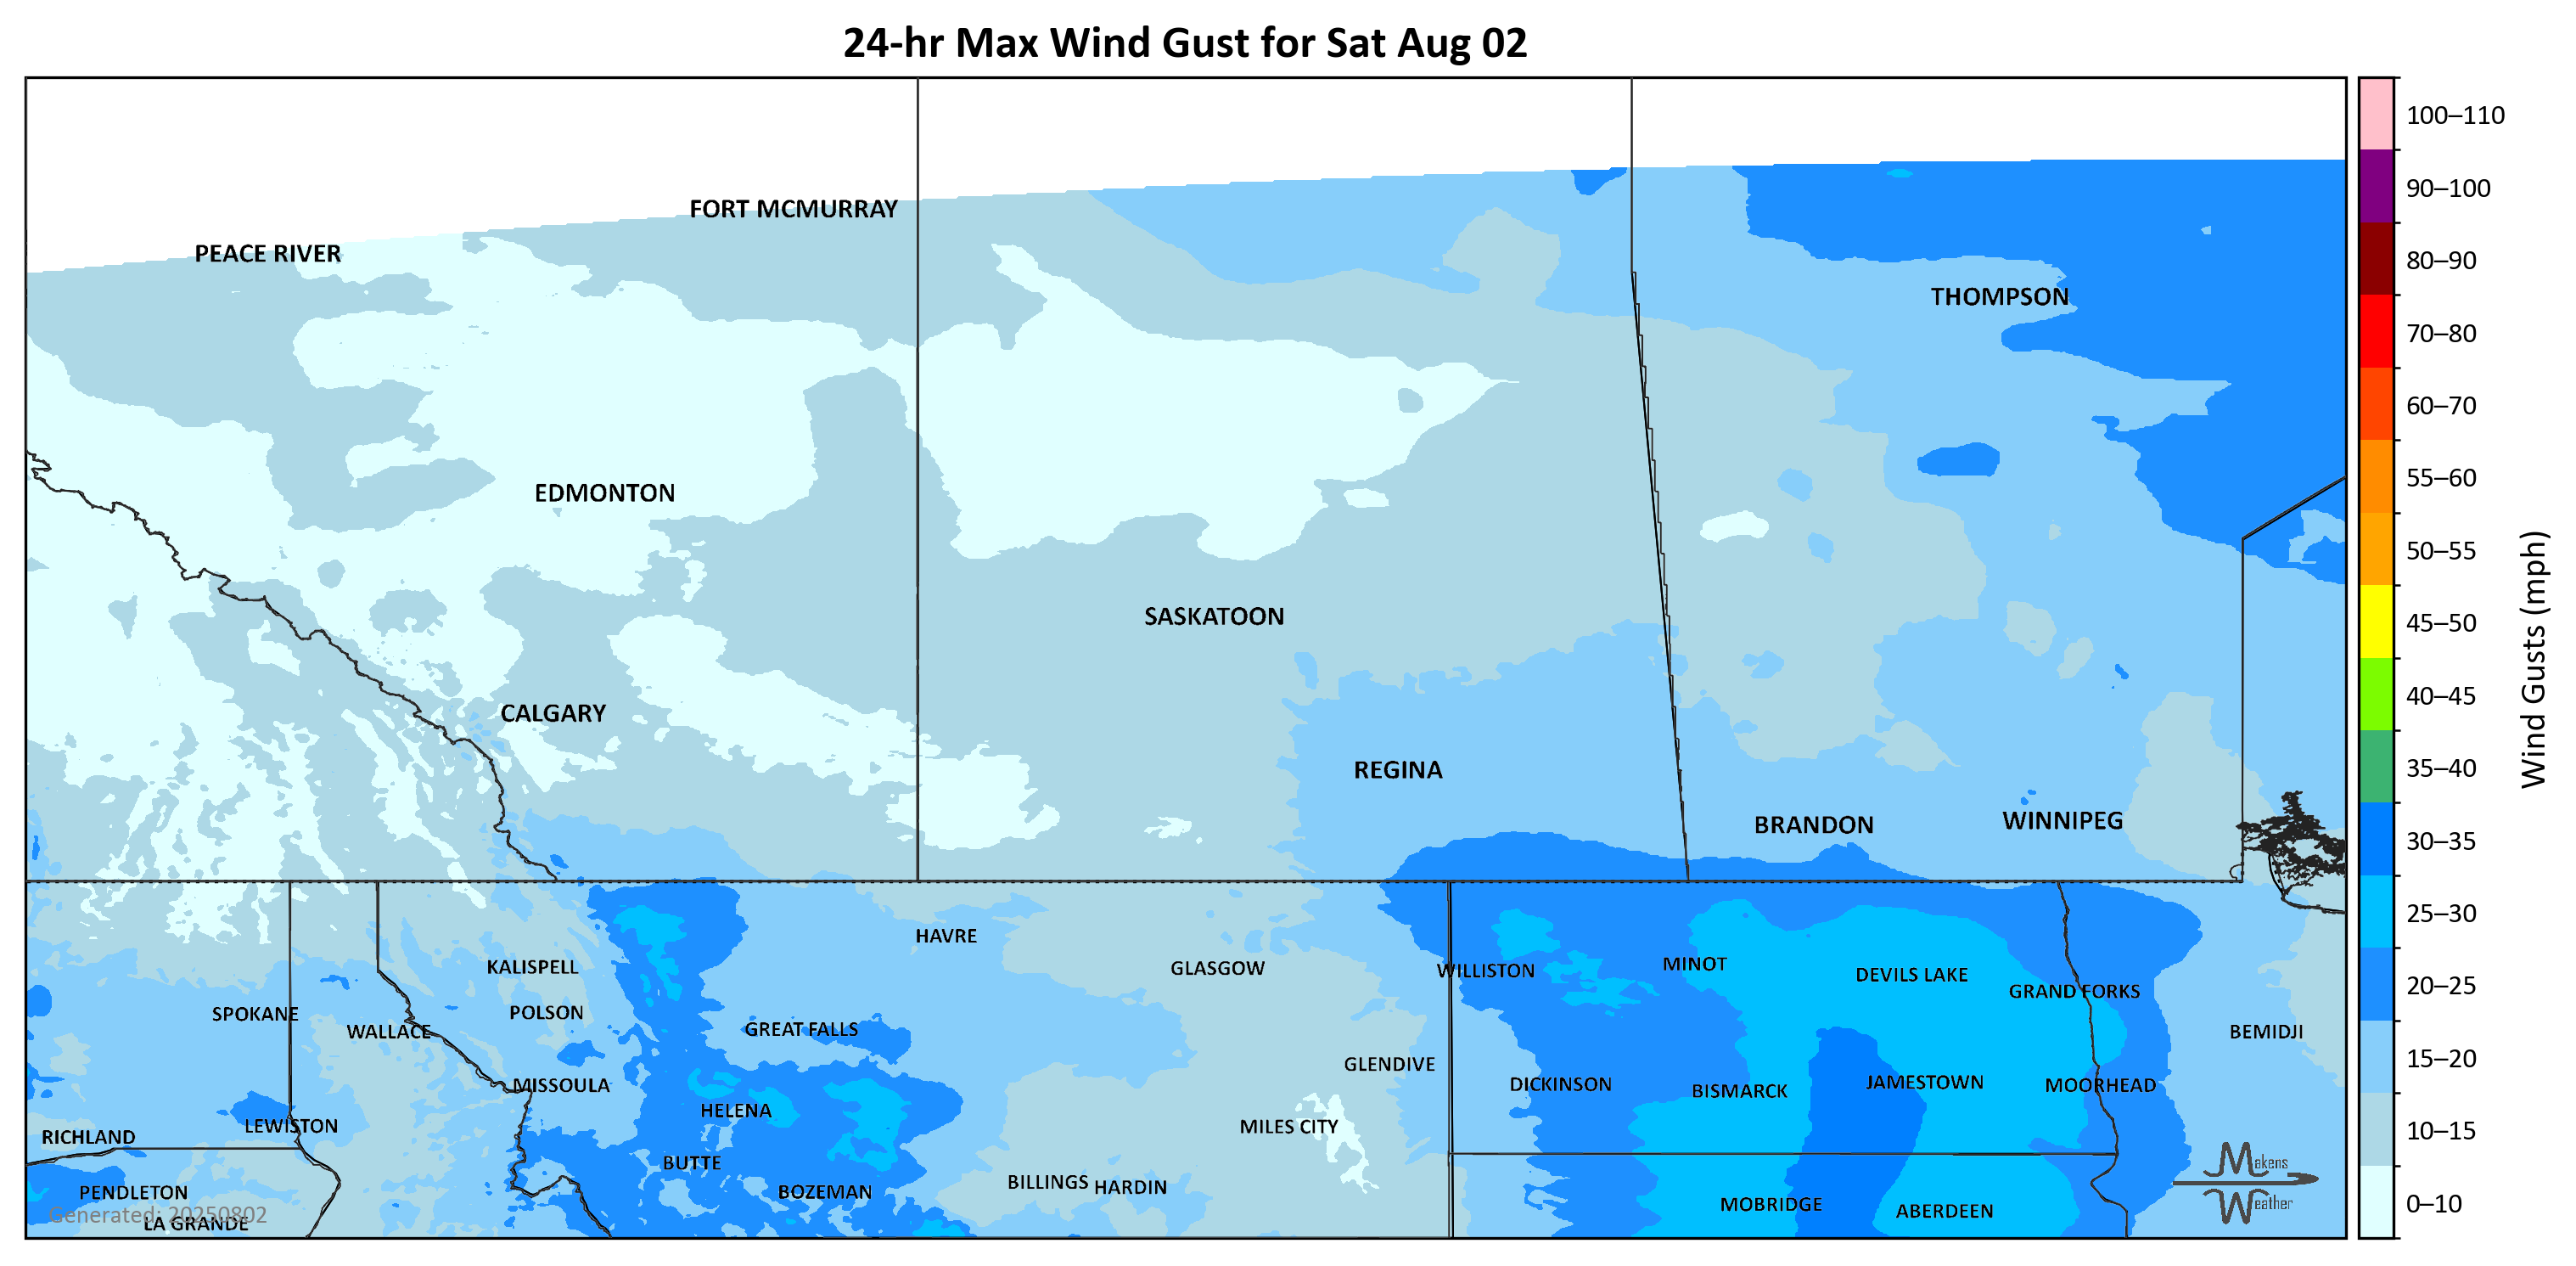 24-hr Max Wind Gust for Sat Aug 02
100–110
90–100
80–90
70–80
60–70
55–60
50–55
45–50
40–45
35–40
30–35
25–30
20–25
15–20
10–15
0–10
Wind Gusts (mph)
FORT MCMURRAY
PEACE RIVER
THOMPSON
EDMONTON
SASKATOON
CALGARY
REGINA
BRANDON
WINNIPEG
HAVRE
KALISPELL
GLASGOW
WILLISTON
MINOT
DEVILS LAKE
GRAND FORKS
SPOKANE
POLSON
WALLACE
GREAT FALLS
BEMIDJI
GLENDIVE
MISSOULA
DICKINSON
BISMARCK
JAMESTOWN
MOORHEAD
HELENA
LEWISTON
MILES CITY
RICHLAND
BUTTE
PENDLETON
BOZEMAN
BILLINGS
HARDIN
MOBRIDGE
ABERDEEN
Generated: 20250802
LA GRANDE
Makens
Weather